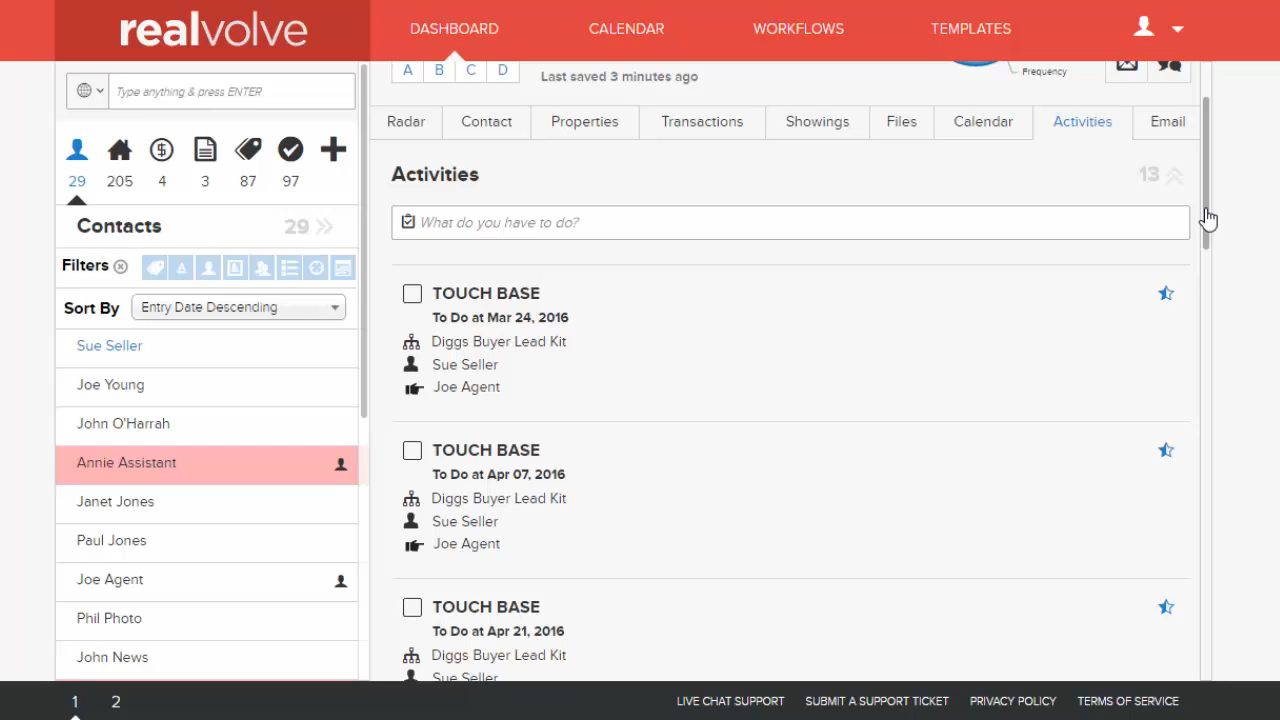 realvolve
DASHBOARD
CALENDAR
WORKFLOWS
TEMPLATES
Type anything & press ENTER
29
205
4
3
87
97
Contacts
29
Filters
Sort By
Entry Date Descending
Sue Seller
Joe Young
John O'Harrah
Annie Assistant
Janet Jones
Paul Jones
Joe Agent
Phil Photo
John News
A
B
C
D
Last saved 3 minutes ago
Frequency
Radar
Contact
Properties
Transactions
Showings
Files
Calendar
Activities
Email
Activities
13
What do you have to do?
TOUCH BASE
To Do at Mar 24, 2016
Diggs Buyer Lead Kit
Sue Seller
Joe Agent
TOUCH BASE
To Do at Apr 07, 2016
Diggs Buyer Lead Kit
Sue Seller
Joe Agent
TOUCH BASE
To Do at Apr 21, 2016
Diggs Buyer Lead Kit
Sue Seller
1
2
LIVE CHAT SUPPORT
SUBMIT A SUPPORT TICKET
PRIVACY POLICY
TERMS OF SERVICE